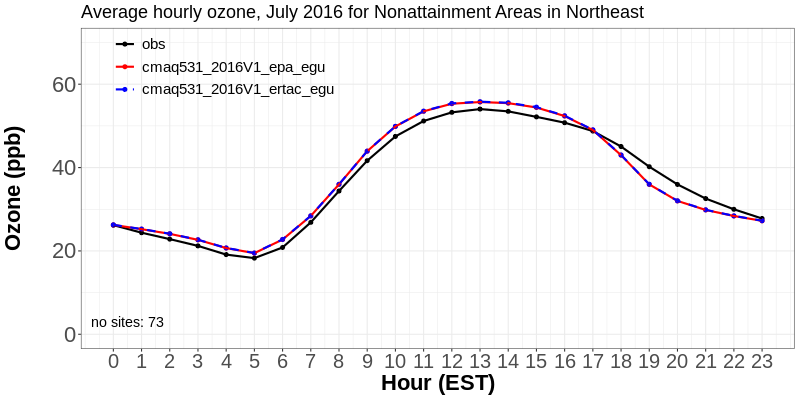 Average hourly ozone, July 2016 for Nonattainment Areas in Northeast
obs
cmaq531_2016V1_epa_egu
cmaq531_2016V1_ertac_egu
Ozone (ppb)
60
40
20
0
no sites: 73
0 1 2 3 4 5 6 7 8 9 10 11 12 13 14 15 16 17 18 19 20 21 22 23
Hour (EST)